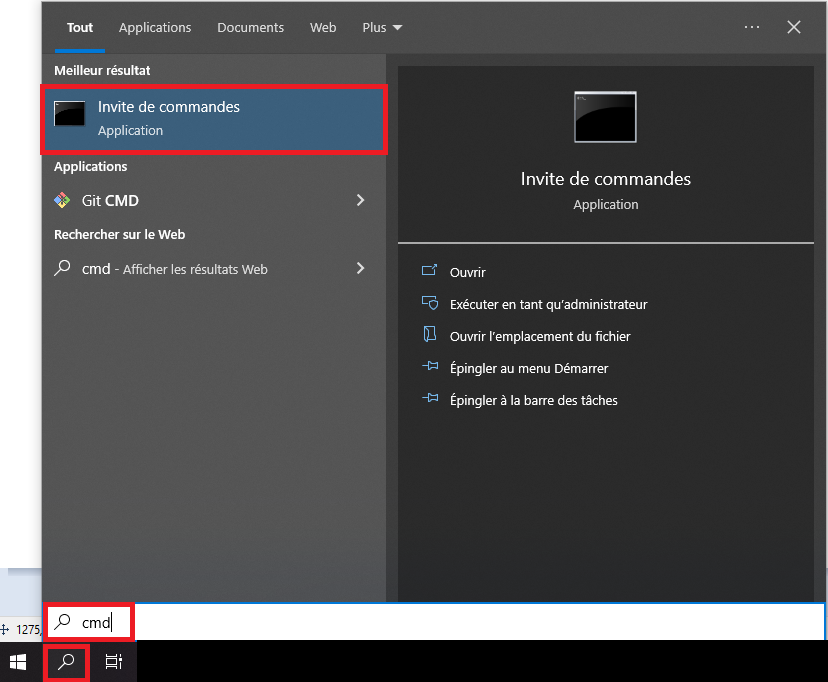 Tout Applications Documents Web Plus
Meilleur résultat
Invite de commandes
Application
Applications
Git CMD
Rechercher sur le Web
cmd - Afficher les résultats Web
Invite de commandes
Application
Ouvrir
Exécuter en tant qu’administrateur
Ouvrir l’emplacement du fichier
Épingler au menu Démarrer
Épingler à la barre des tâches
cmd
1275,